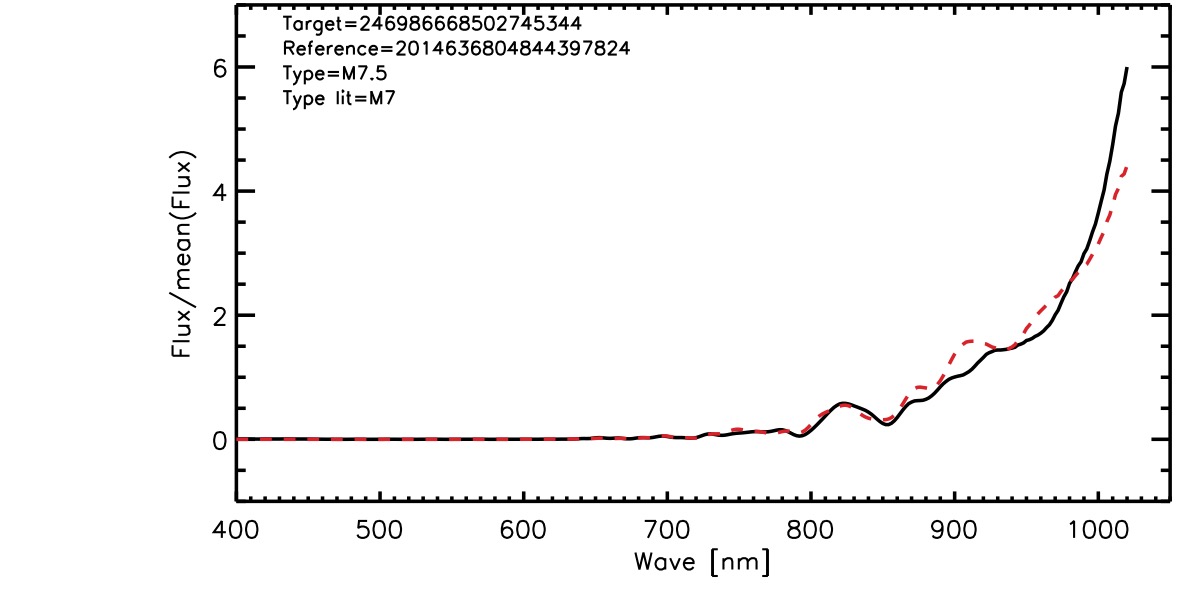 Target=246986668502745344
Reference=2014636804844397824
Type=M7.5
Type lit=M7
Flux/mean(Flux)
6
4
2
0
400 500 600 700 800 900 1000
Wave [nm]